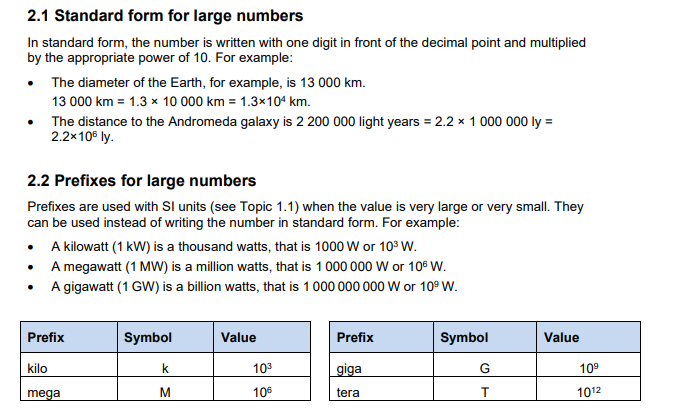 2.1 Standard form for large numbers
In standard form, the number is written with one digit in front of the decimal point and multiplied
by the appropriate power of 10. For example:
• The diameter of the Earth, for example, is 13 000 km.
13 000 km = 1.3 × 10 000 km = 1.3×10⁴ km.
• The distance to the Andromeda galaxy is 2 200 000 light years = 2.2 × 1 000 000 ly =
2.2×10⁶ ly.
2.2 Prefixes for large numbers
Prefixes are used with SI units (see Topic 1.1) when the value is very large or very small. They
can be used instead of writing the number in standard form. For example:
• A kilowatt (1 kW) is a thousand watts, that is 1000 W or 10³ W.
• A megawatt (1 MW) is a million watts, that is 1 000 000 W or 10⁶ W.
• A gigawatt (1 GW) is a billion watts, that is 1 000 000 000 W or 10⁹ W.
Prefix Symbol Value Prefix Symbol Value
kilo k 10³ giga G 10⁹
mega M 10⁶ tera T 10¹²